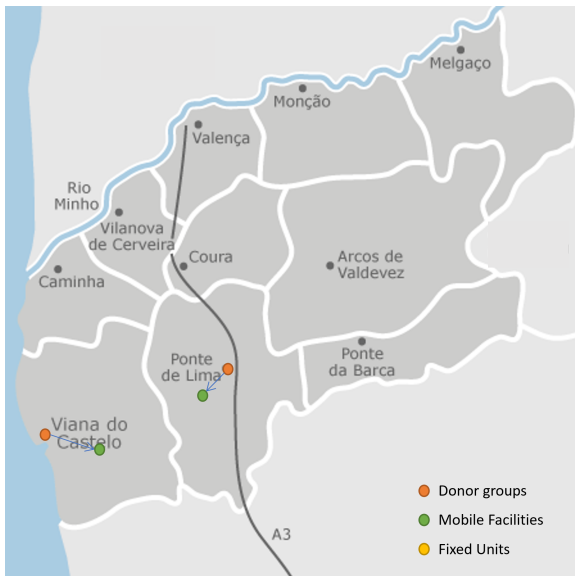 Melgaço
Monção
Valença
Rio
Minho
Vilanova
de Cerveira
Coura
Arcos de
Valdevez
Caminha
Ponte
da Barca
Ponte
de Lima
Viana do
Castelo
Donor groups
Mobile Facilities
Fixed Units
A3